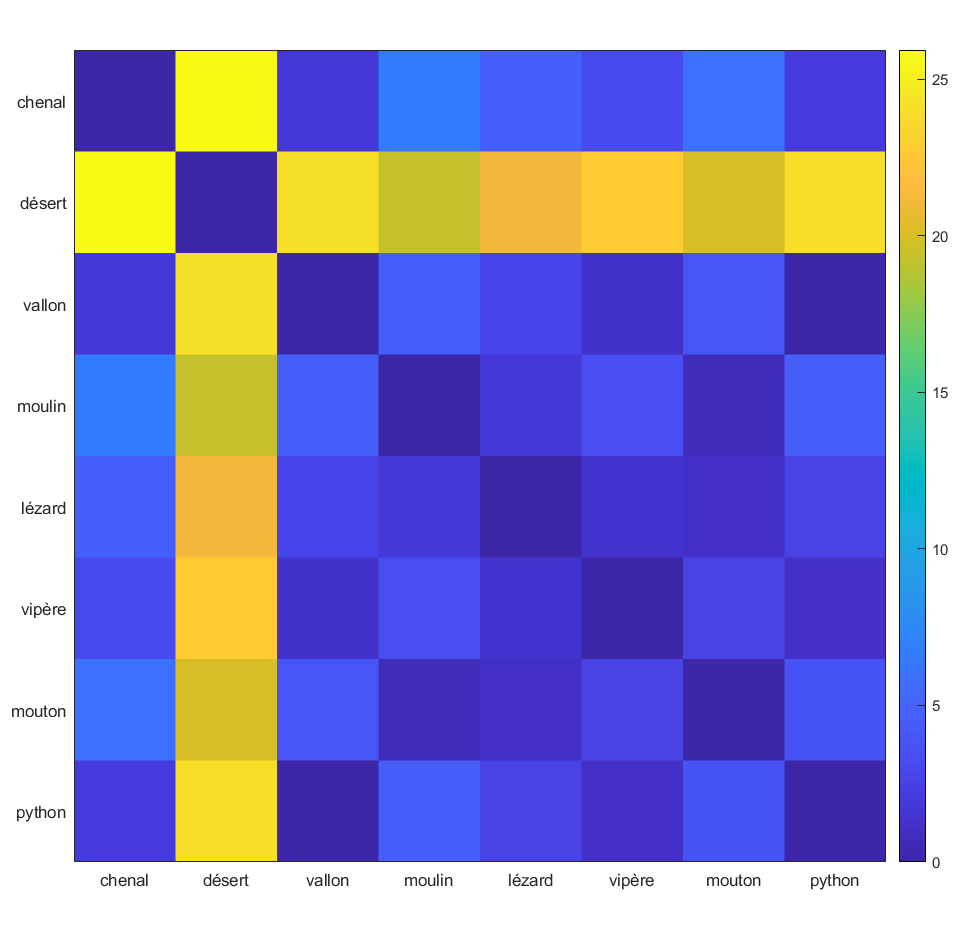 chenal
désert
vallon
moulin
lézard
vipère
mouton
python
chenal désert vallon moulin lézard vipère mouton python
25
20
15
10
5
0